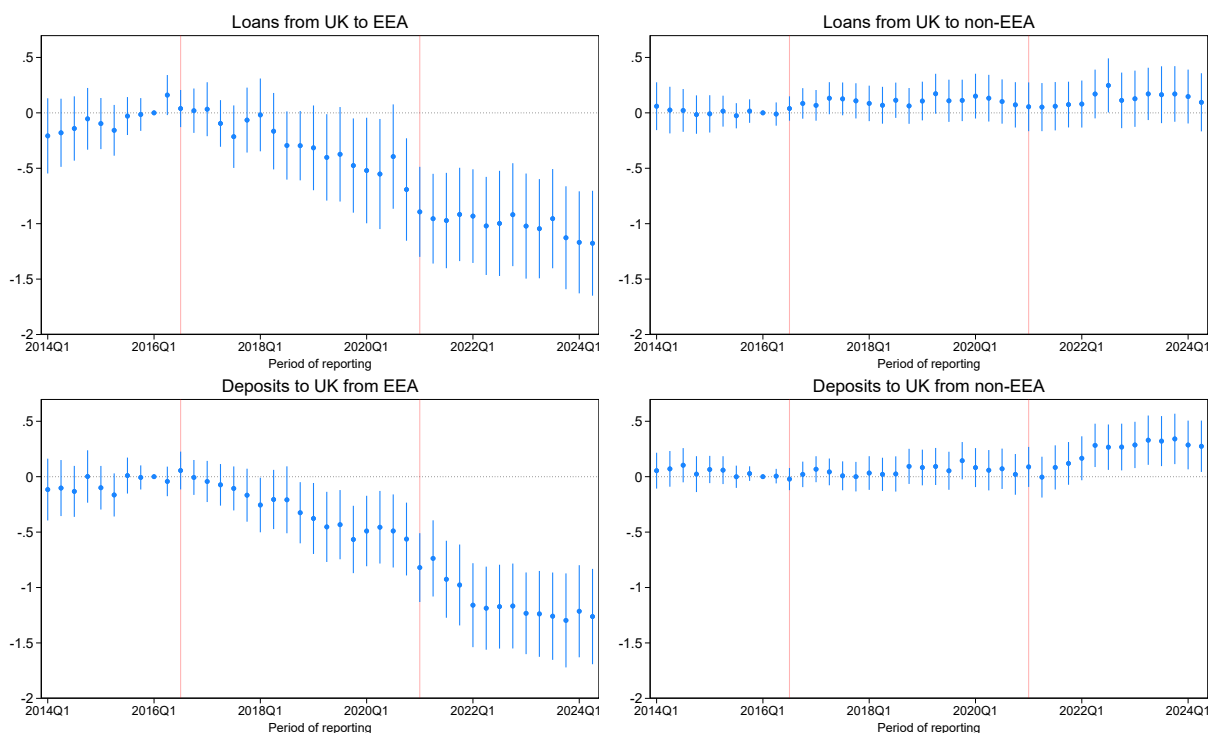 Loans from UK to EEA
.5
0
-.5
-1
-1.5
-2
2014Q1 2016Q1 2018Q1 2020Q1 2022Q1 2024Q1
Period of reporting
Loans from UK to non-EEA
.5
0
-.5
-1
-1.5
-2
2014Q1 2016Q1 2018Q1 2020Q1 2022Q1 2024Q1
Period of reporting
Deposits to UK from EEA
.5
0
-.5
-1
-1.5
-2
2014Q1 2016Q1 2018Q1 2020Q1 2022Q1 2024Q1
Period of reporting
Deposits to UK from non-EEA
.5
0
-.5
-1
-1.5
-2
2014Q1 2016Q1 2018Q1 2020Q1 2022Q1 2024Q1
Period of reporting